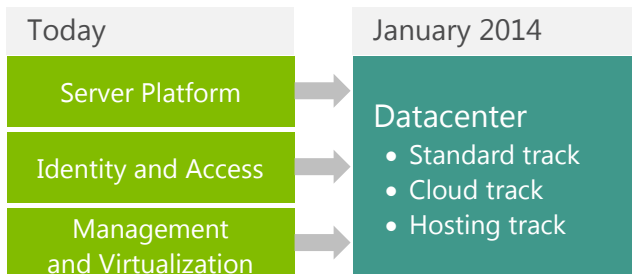 Today
Server Platform
Identity and Access
Management
and Virtualization
January 2014
Datacenter
• Standard track
• Cloud track
• Hosting track